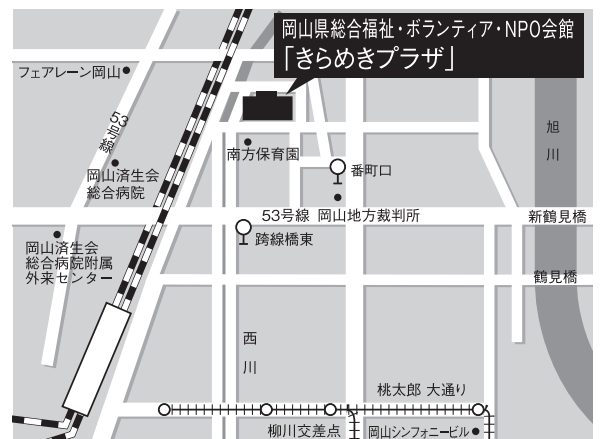 岡山県総合福祉・ボランティア・NPO会館
「きらめきプラザ」
フェアレーン岡山
53号線
旭川
南方保育園
番町口
岡山済生会
総合病院
53号線 岡山地方裁判所
新鶴見橋
跨線橋東
岡山済生会
総合病院附属
外来センター
鶴見橋
西川
桃太郎 大通り
柳川交差点
岡山シンフォニービル